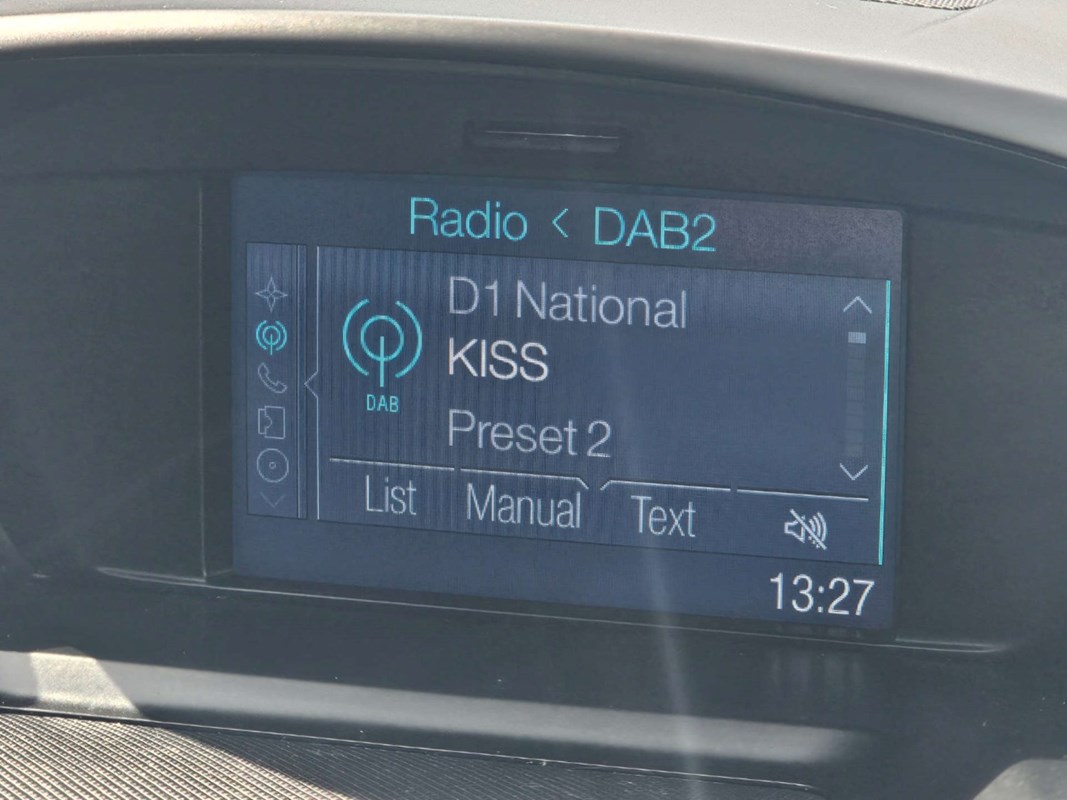 Radio < DAB2
D1 National
KISS
DAB
Preset 2
List Manual Text
13:27